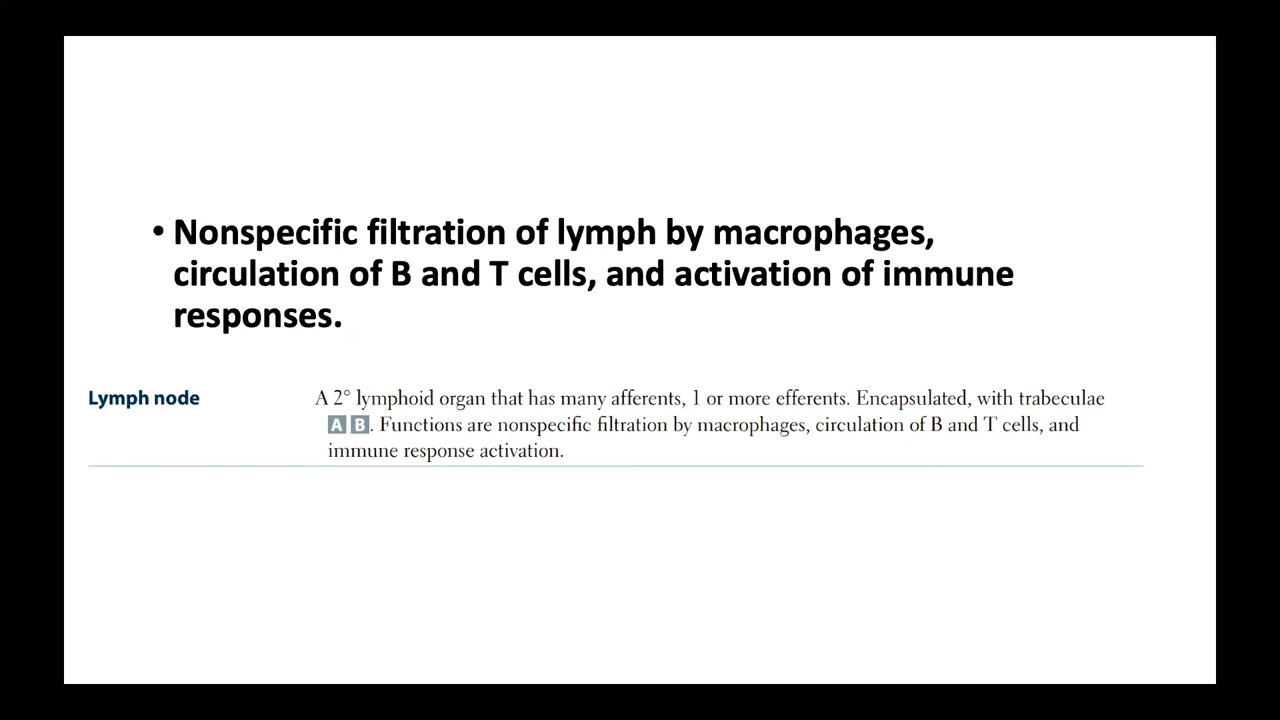 • Nonspecific filtration of lymph by macrophages,
circulation of B and T cells, and activation of immune
responses.
Lymph node
A 2° lymphoid organ that has many afferents, 1 or more efferents. Encapsulated, with trabeculae
A B. Functions are nonspecific filtration by macrophages, circulation of B and T cells, and
immune response activation.